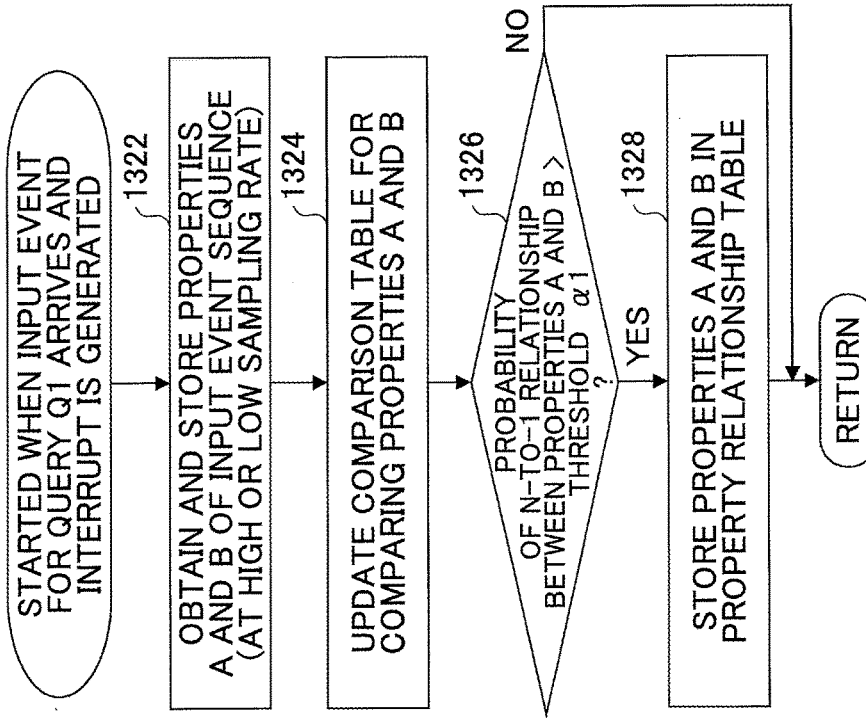 STARTED WHEN INPUT EVENT
FOR QUERY Q1 ARRIVES AND
INTERRUPT IS GENERATED
1322
OBTAIN AND STORE PROPERTIES
A AND B OF INPUT EVENT SEQUENCE
(AT HIGH OR LOW SAMPLING RATE)
1324
UPDATE COMPARISON TABLE FOR
COMPARING PROPERTIES A AND B
1326
PROBABILITY
OF N-TO-1 RELATIONSHIP
BETWEEN PROPERTIES A AND B >
THRESHOLD α1
?
NO
YES
1328
STORE PROPERTIES A AND B IN
PROPERTY RELATIONSHIP TABLE
RETURN